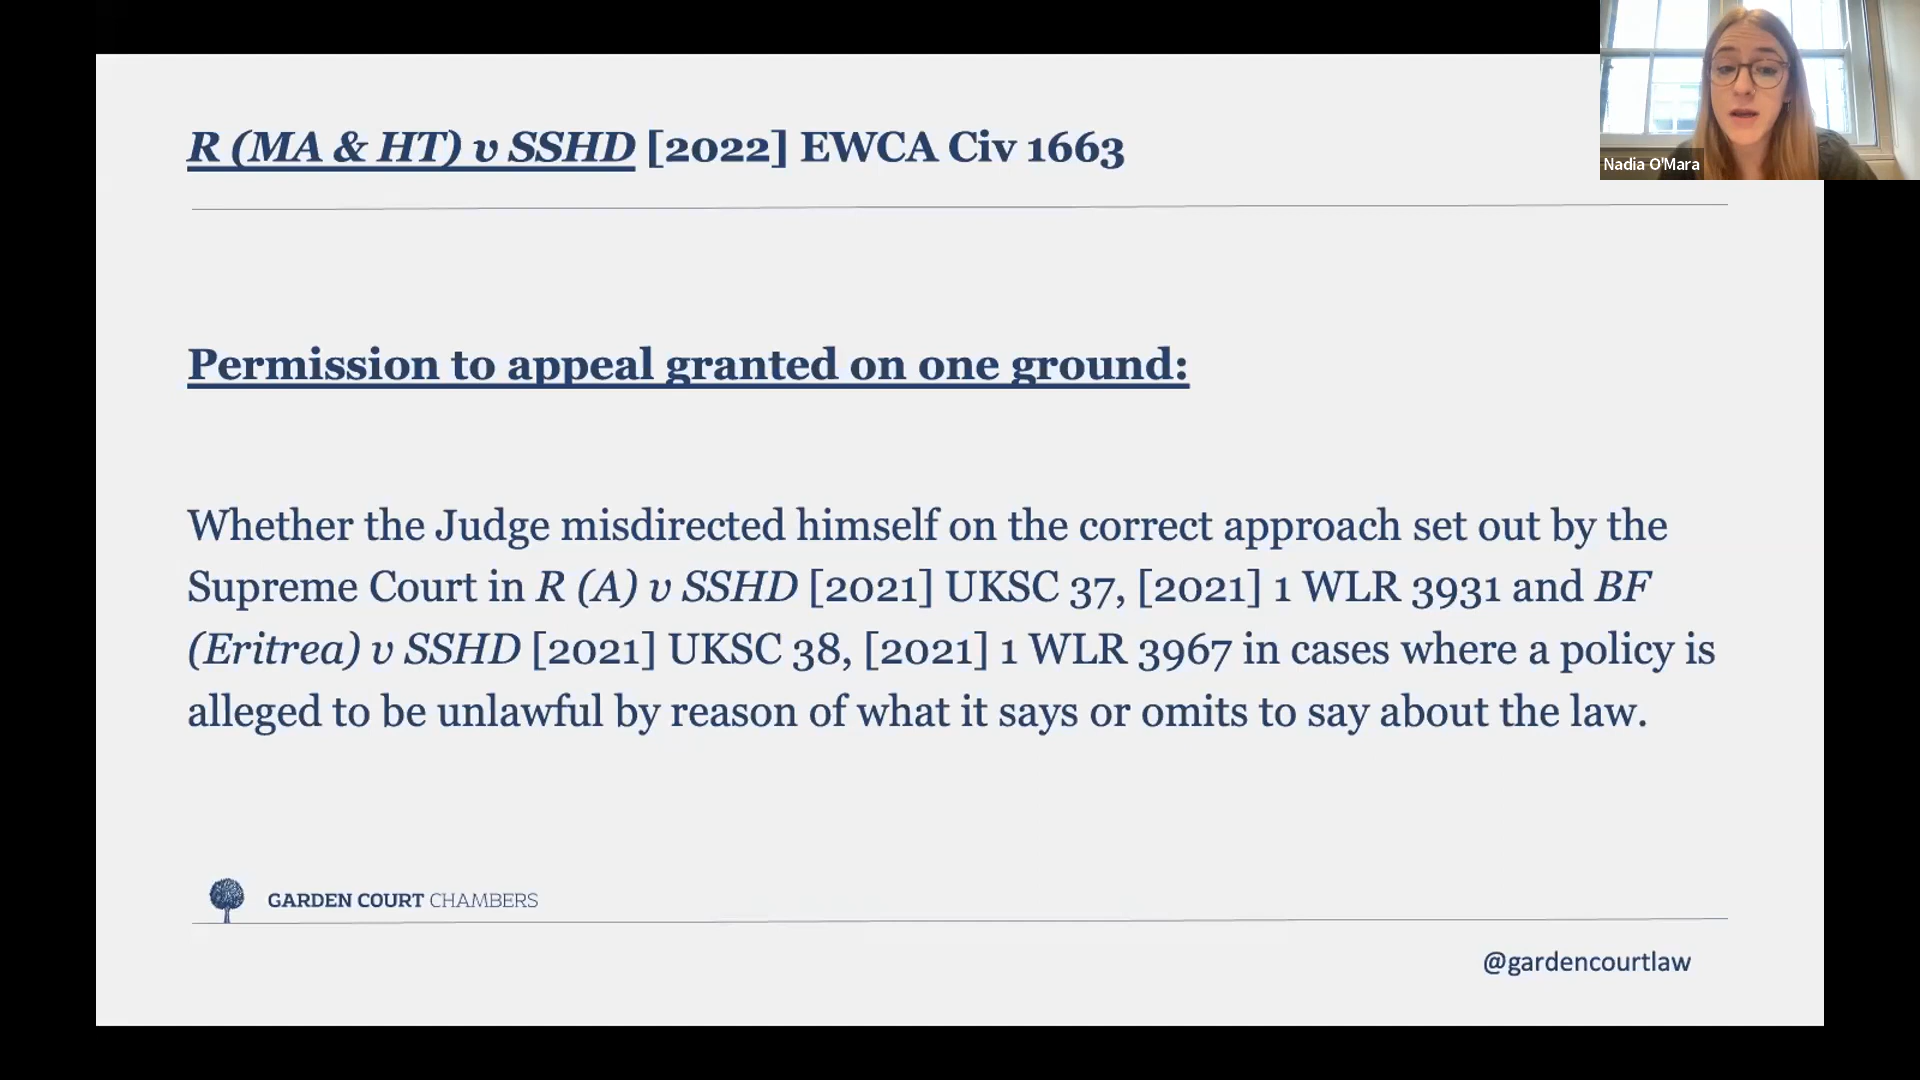 Nadia O'Mara
R (MA & HT) v SSHD [2022] EWCA Civ 1663
Permission to appeal granted on one ground:
Whether the Judge misdirected himself on the correct approach set out by the
Supreme Court in R (A) v SSHD [2021] UKSC 37, [2021] 1 WLR 3931 and BF
(Eritrea) v SSHD [2021] UKSC 38, [2021] 1 WLR 3967 in cases where a policy is
alleged to be unlawful by reason of what it says or omits to say about the law.
GARDEN COURT CHAMBERS
@gardencourtlaw